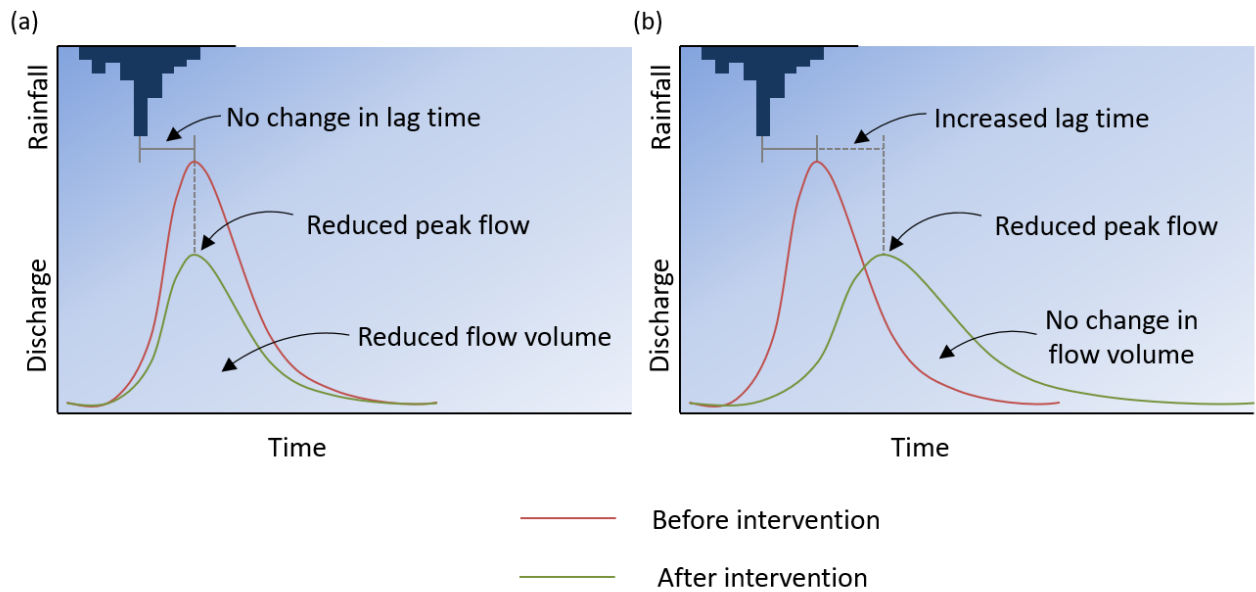 (a)
Rainfall
Discharge
No change in lag time
Reduced peak flow
Reduced flow volume
Time
(b)
Rainfall
Discharge
Increased lag time
Reduced peak flow
No change in
flow volume
Time
Before intervention
After intervention